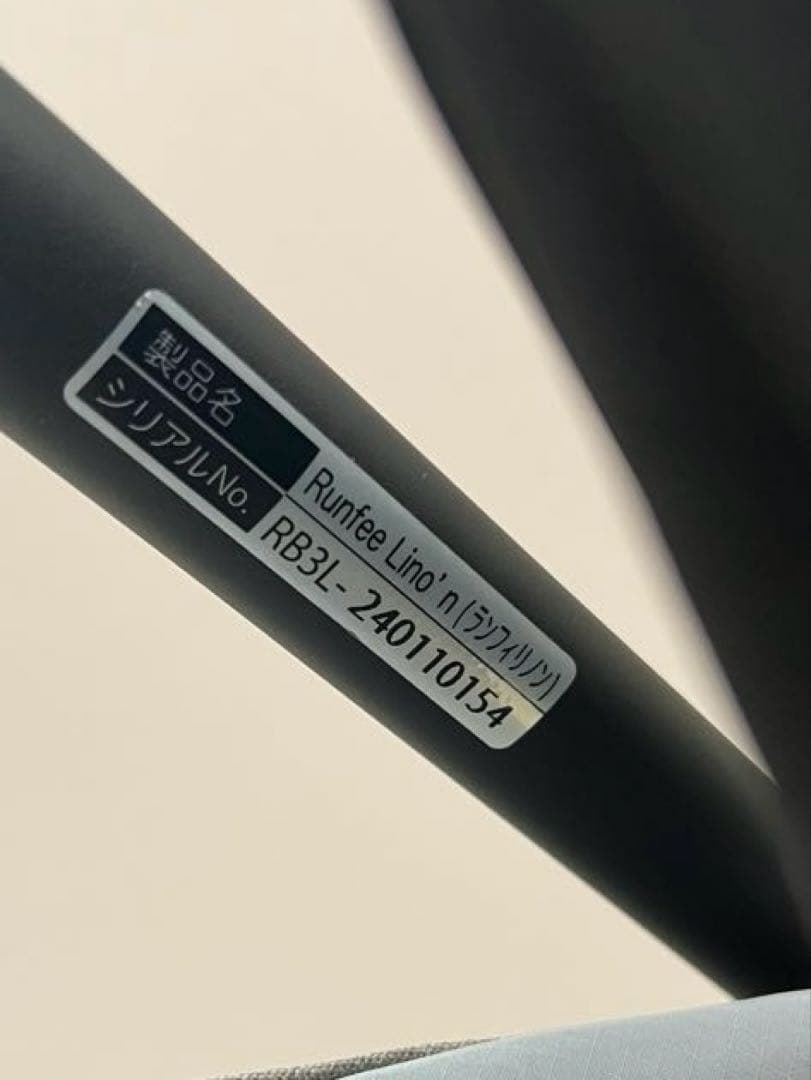 製品名 Runfee Lino'n (ランフィリノン)
シリアルNo. RB3L- 240110154